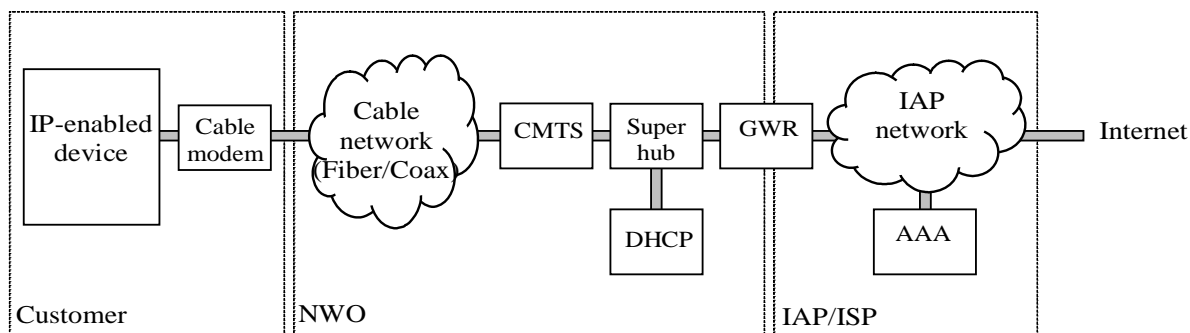 IP-enabled
device
Cable
modem
Cable
network
(Fiber/Coax)
CMTS
Super
hub
DHCP
GWR
IAP
network
AAA
Internet
Customer
NWO
IAP/ISP